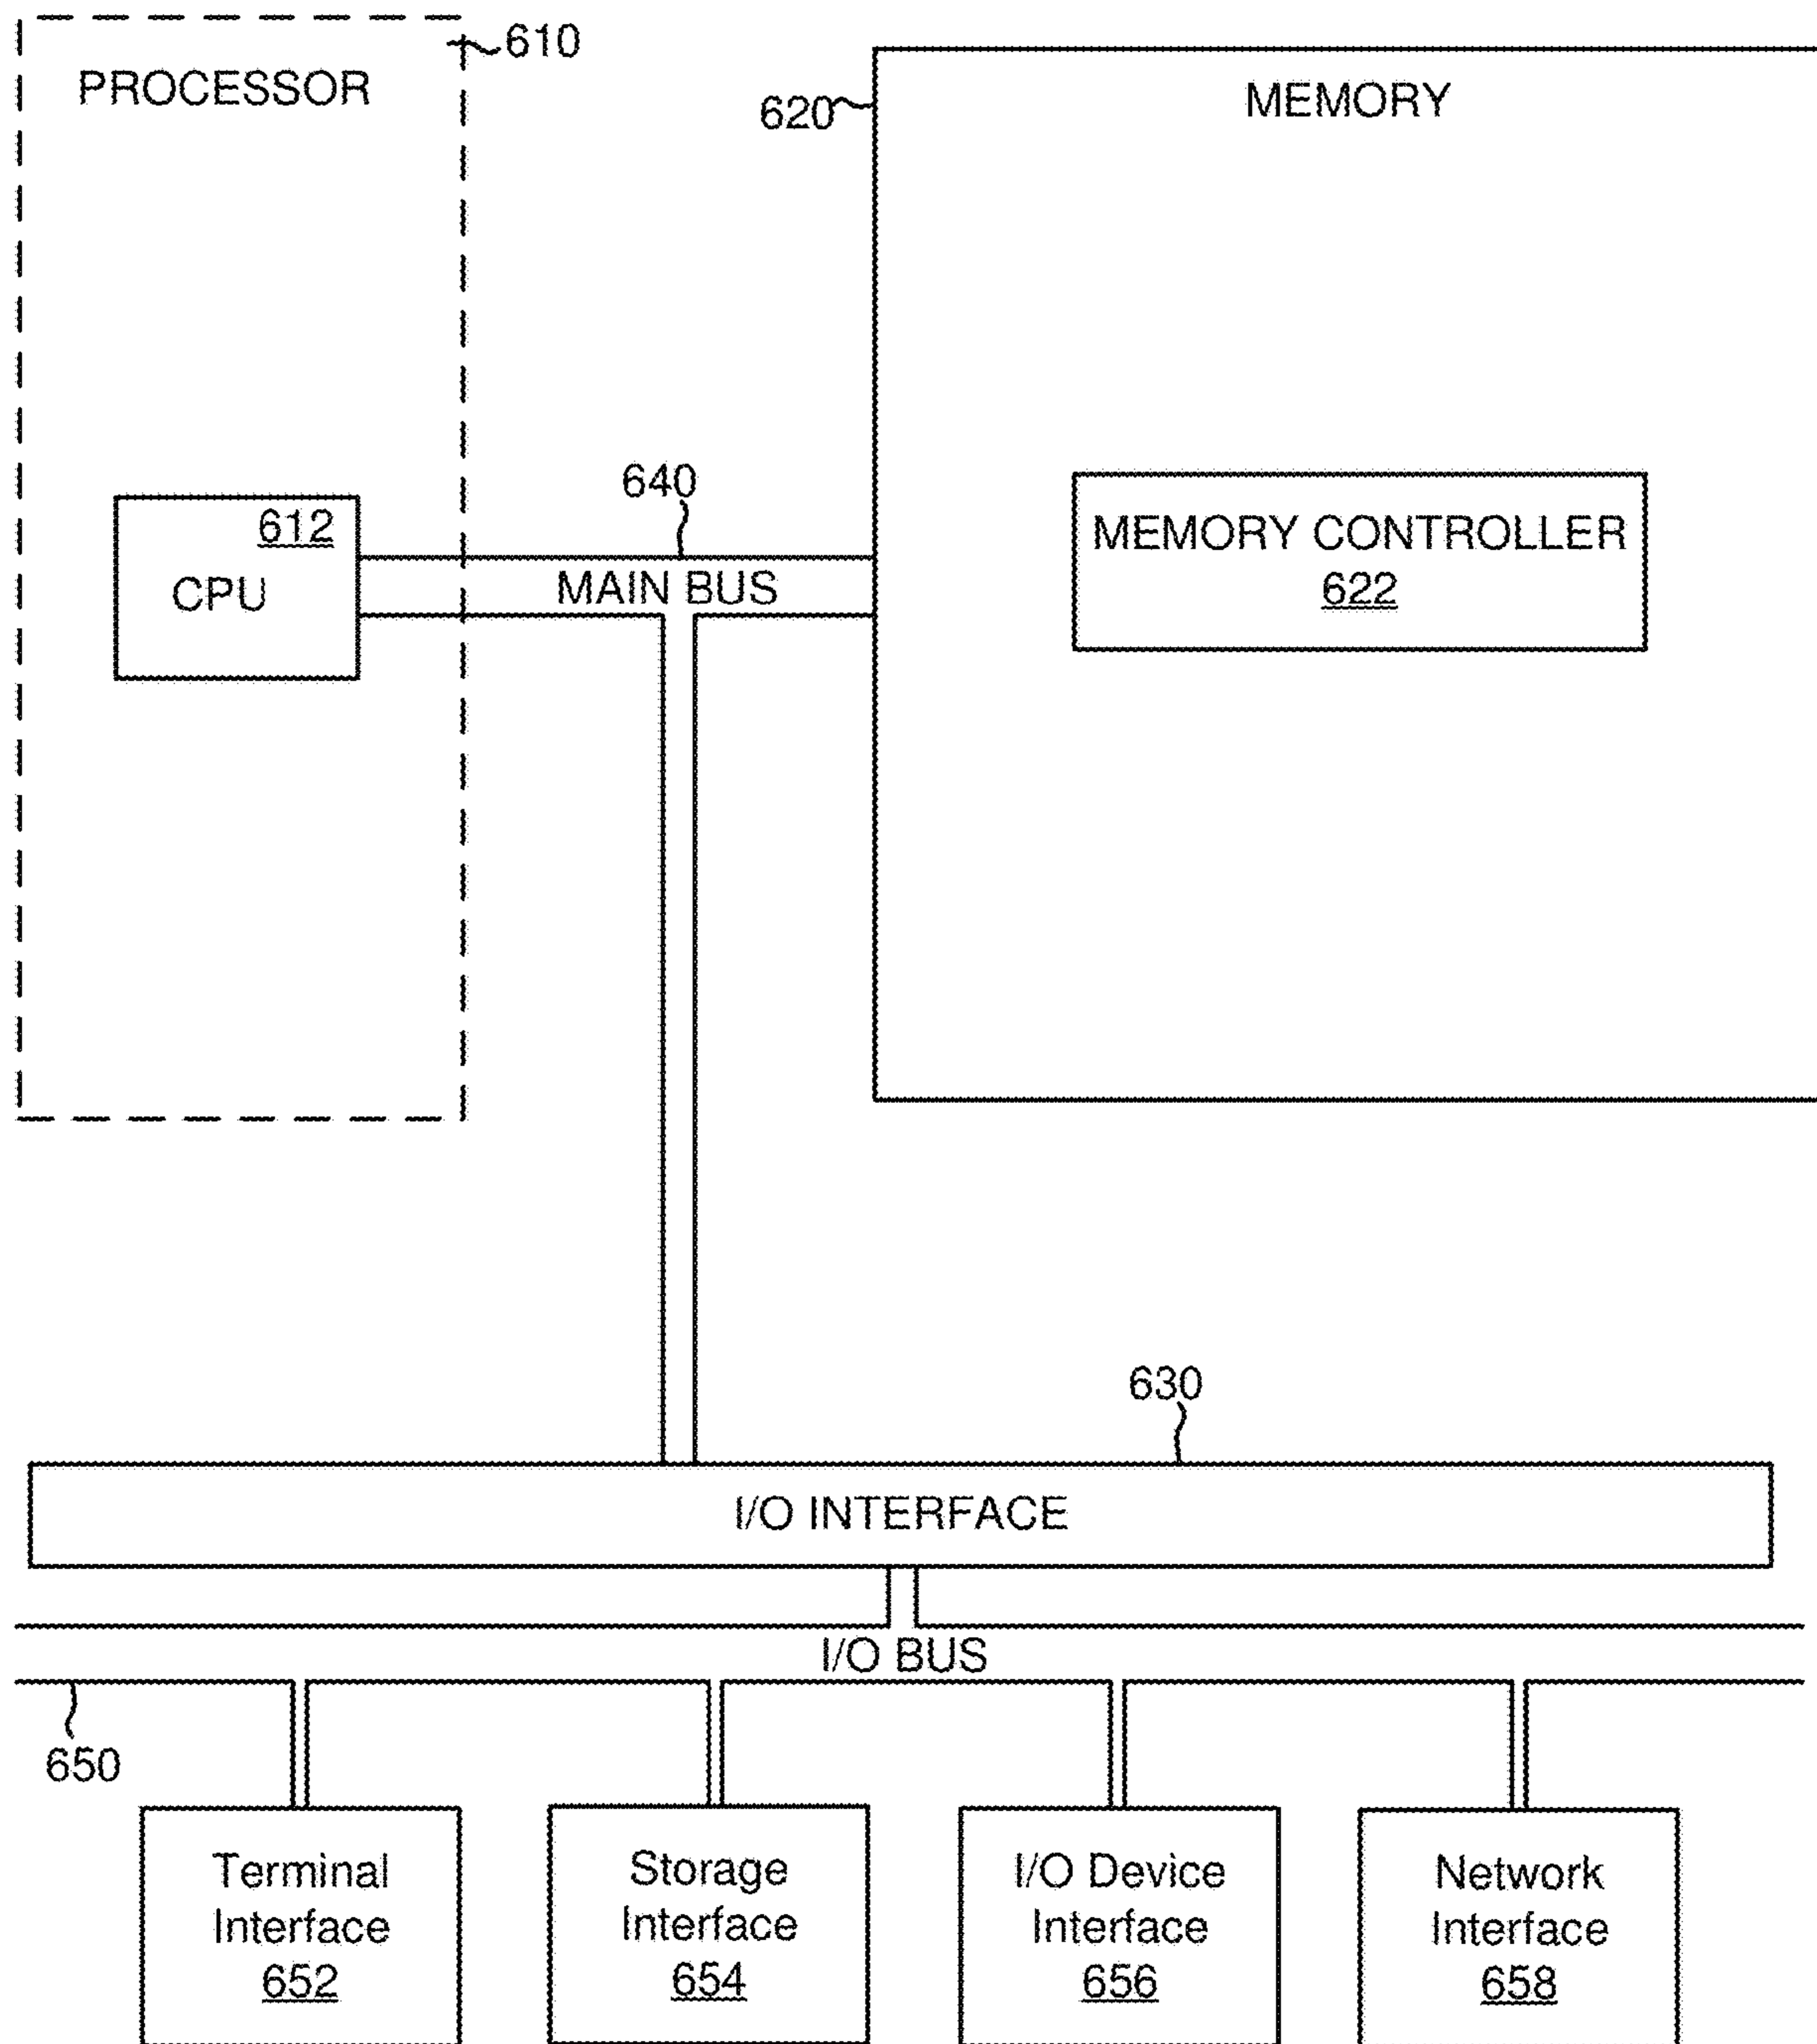 610
PROCESSOR
620
MEMORY
640
612
CPU
MAIN BUS
MEMORY CONTROLLER
622
630
I/O INTERFACE
I/O BUS
650
Terminal
Interface
652
Storage
Interface
654
I/O Device
Interface
656
Network
Interface
658